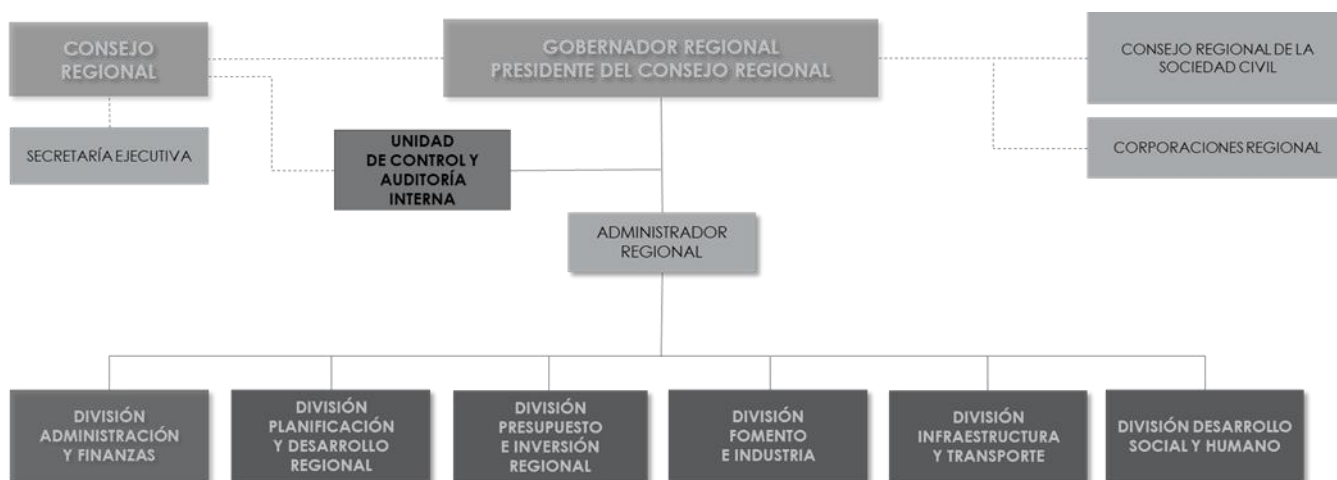 CONSEJO
REGIONAL
GOBERNADOR REGIONAL
PRESIDENTE DEL CONSEJO REGIONAL
CONSEJO REGIONAL DE LA
SOCIEDAD CIVIL
SECRETARÍA EJECUTIVA
UNIDAD
DE CONTROL Y
AUDITORÍA
INTERNA
CORPORACIONES REGIONAL
ADMINISTRADOR
REGIONAL
DIVISIÓN
ADMINISTRACIÓN
Y FINANZAS
DIVISIÓN
PLANIFICACIÓN
Y DESARROLLO
REGIONAL
DIVISIÓN
PRESUPUESTO
E INVERSIÓN
REGIONAL
DIVISIÓN
FOMENTO
E INDUSTRIA
DIVISIÓN
INFRAESTRUCTURA
Y TRANSPORTE
DIVISIÓN DESARROLLO
SOCIAL Y HUMANO